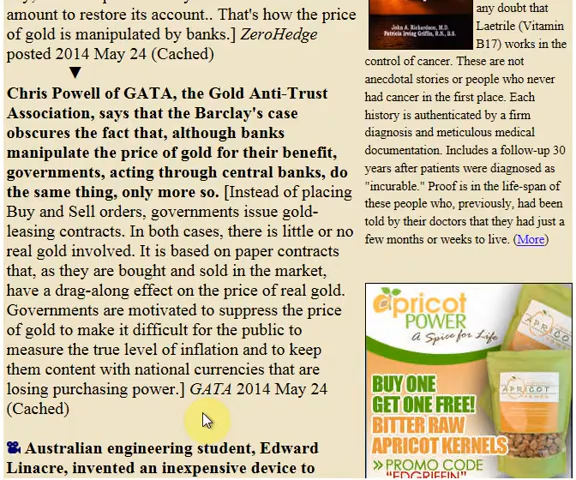 amount to restore its account.. That's how the price
of gold is manipulated by banks.] ZeroHedge
posted 2014 May 24 (Cached)
Chris Powell of GATA, the Gold Anti-Trust
Association, says that the Barclay's case
obscures the fact that, although banks
manipulate the price of gold for their benefit,
governments, acting through central banks, do
the same thing, only more so. [Instead of placing
Buy and Sell orders, governments issue gold-
leasing contracts. In both cases, there is little or no
real gold involved. It is based on paper contracts
that, as they are bought and sold in the market,
have a drag-along effect on the price of real gold.
Governments are motivated to suppress the price
of gold to make it difficult for the public to
measure the true level of inflation and to keep
them content with national currencies that are
losing purchasing power.] GATA 2014 May 24
(Cached)
Australian engineering student, Edward
Linacre, invented an inexpensive device to
John A. Richardson, M.D.
Patricia Irving Griffin, R.N., B.S.
any doubt that
Laetrile (Vitamin
B17) works in the
control of cancer. These are not
anecdotal stories or people who never
had cancer in the first place. Each
history is authenticated by a firm
diagnosis and meticulous medical
documentation. Includes a follow-up 30
years after patients were diagnosed as
"incurable." Proof is in the life-span of
these people who, previously, had been
told by their doctors that they had just a
few months or weeks to live. (More)
apricot
POWER
A Spice for Life
BUY ONE
GET ONE FREE!
BITTER RAW
APRICOT KERNELS
» PROMO CODE
"EDGRIFFIN"
APRICOT